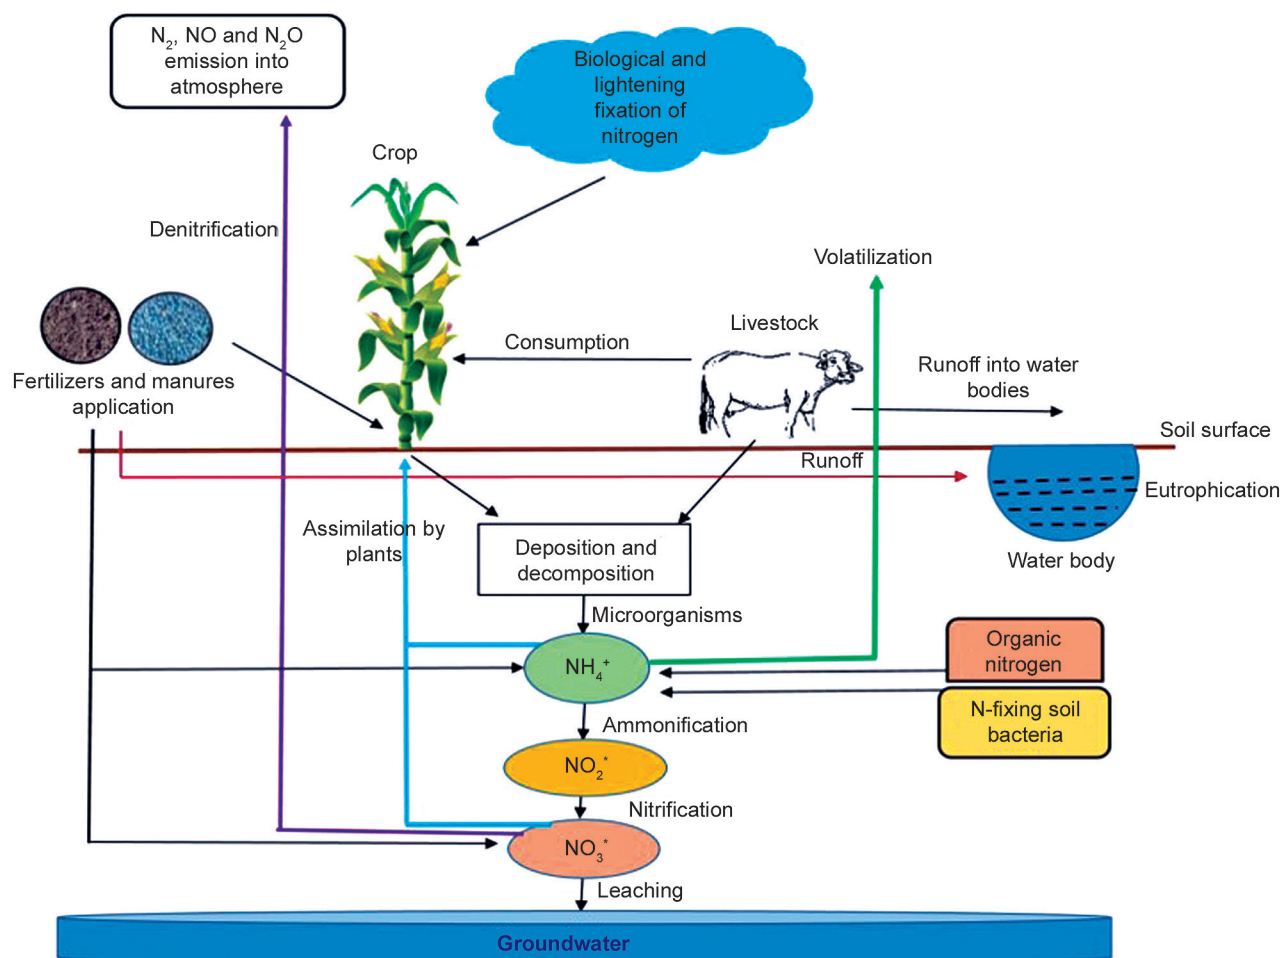 N₂, NO and N₂O
emission into
atmosphere
Biological and
lightening
fixation of
nitrogen
Crop
Denitrification
Volatilization
Livestock
Consumption
Runoff into water
bodies
Fertilizers and manures
application
Soil surface
Runoff
Eutrophication
Assimilation by
plants
Deposition and
decomposition
Water body
Microorganisms
Organic
nitrogen
NH₄⁺
N-fixing soil
bacteria
Ammonification
NO₂*
Nitrification
NO₃*
Leaching
Groundwater